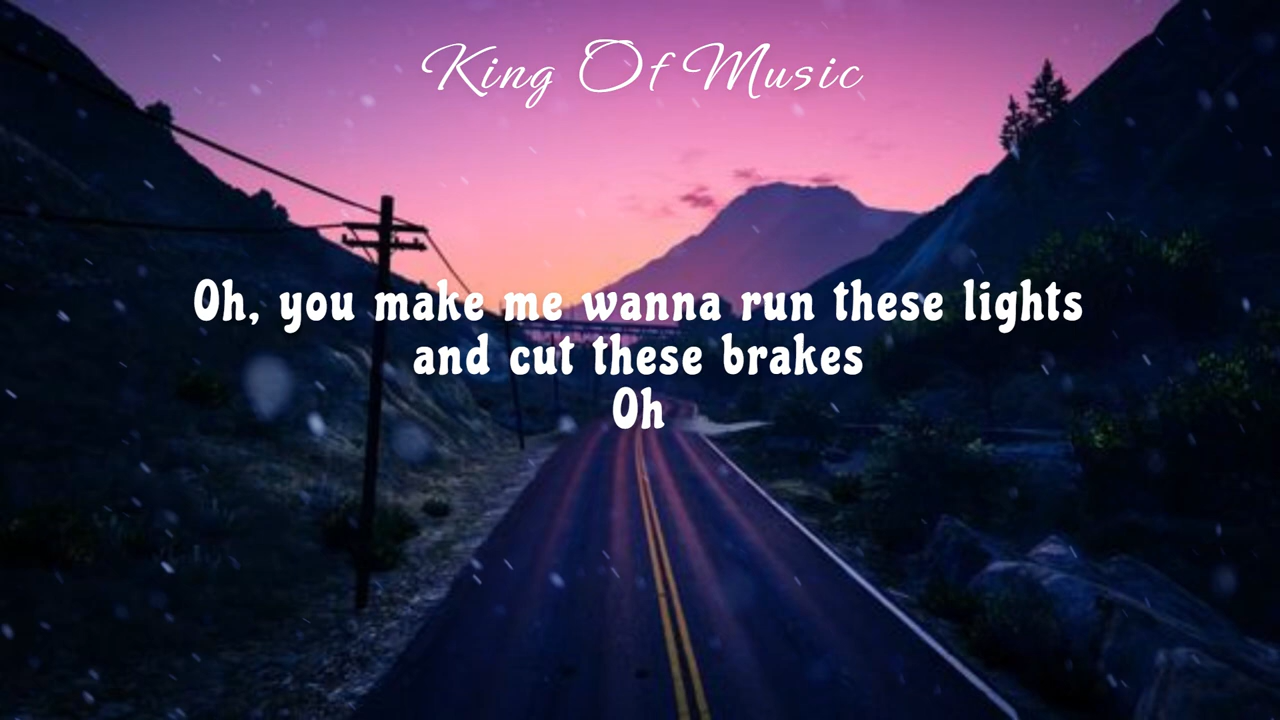 King Of Music
Oh, you make me wanna run these lights
and cut these brakes
Oh